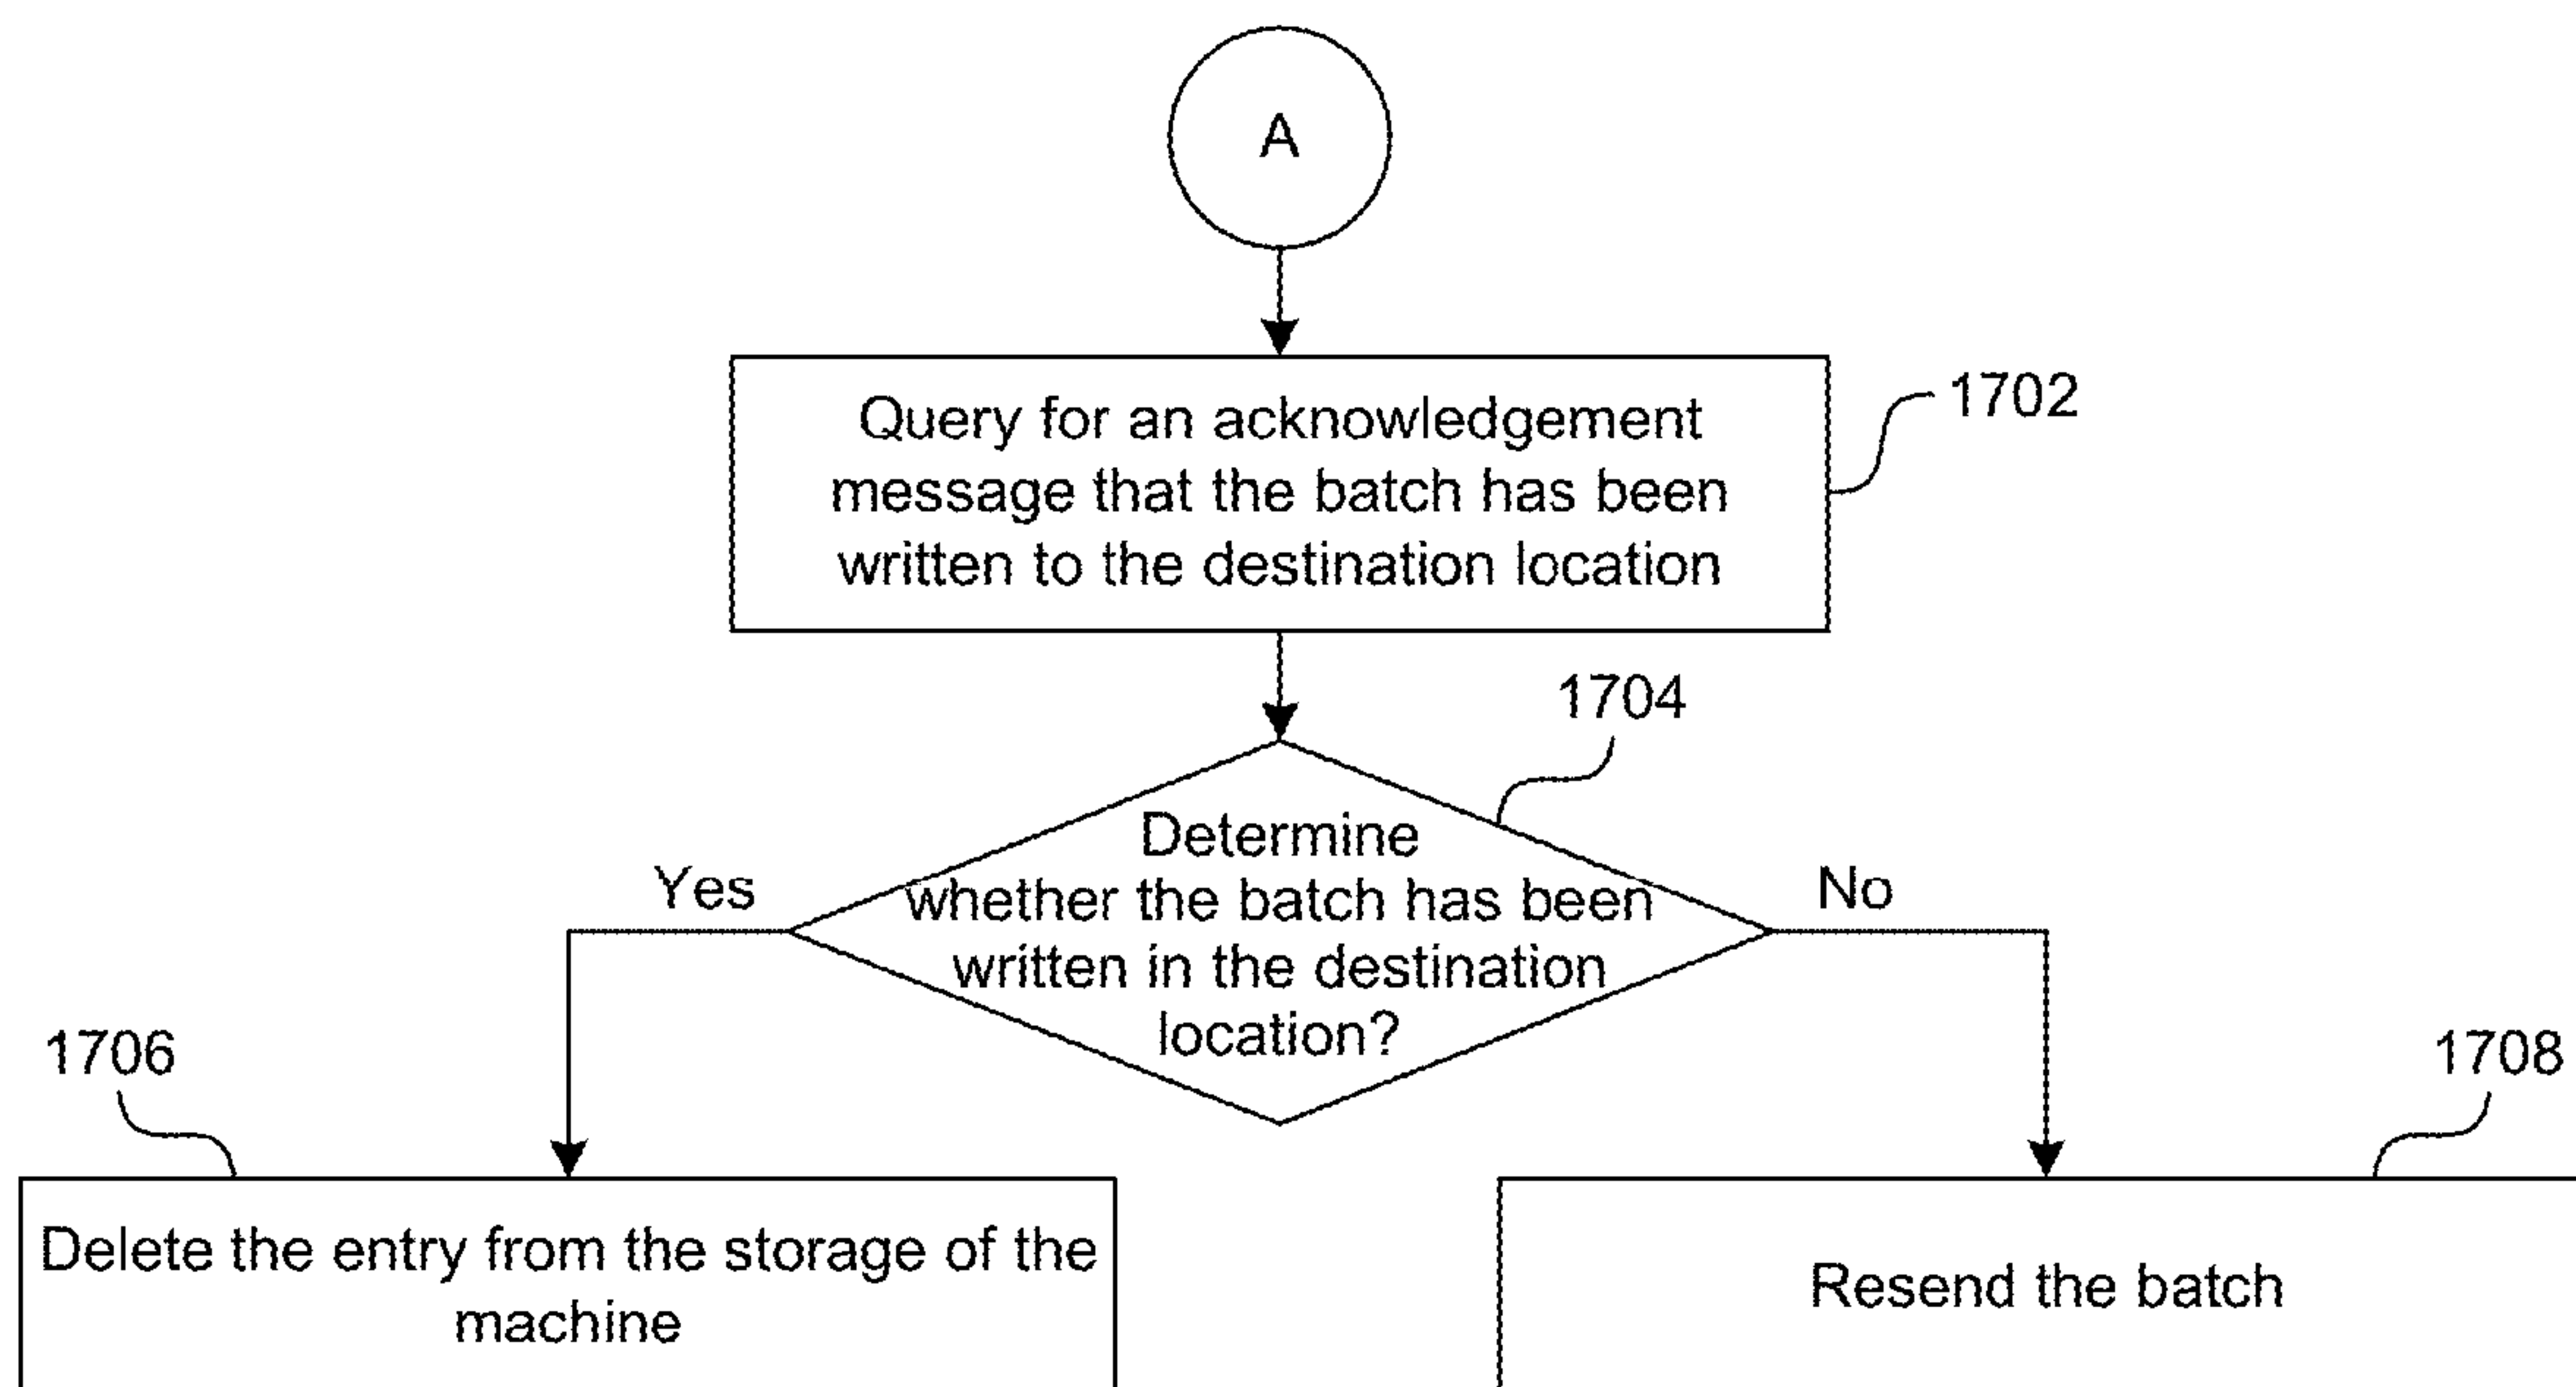 A
Query for an acknowledgement
message that the batch has been
written to the destination location
1702
1704
Determine
whether the batch has been
written in the destination
location?
Yes
No
1706
1708
Delete the entry from the storage of the
machine
Resend the batch